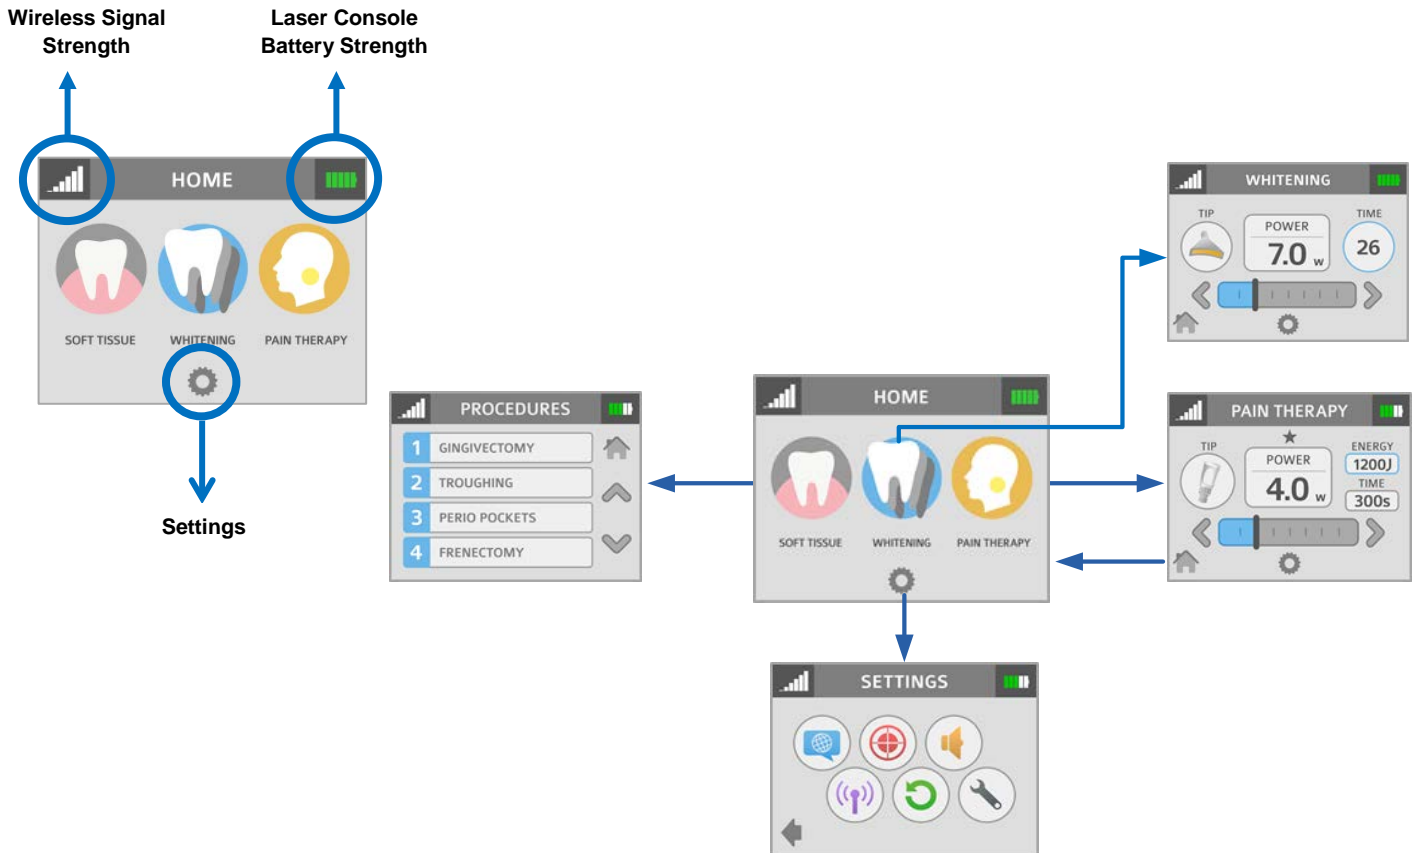 Wireless Signal
Strength
Laser Console
Battery Strength
HOME
SOFT TISSUE
WHITENING
PAIN THERAPY
Settings
PROCEDURES
1 GINGIVECTOMY
2 TROUGHING
3 PERIO POCKETS
4 FRENECTOMY
HOME
SOFT TISSUE
WHITENING
PAIN THERAPY
WHITENING
TIP
POWER
7.0 w
TIME
26
PAIN THERAPY
TIP
POWER
4.0 w
ENERGY
1200J
TIME
300s
SETTINGS